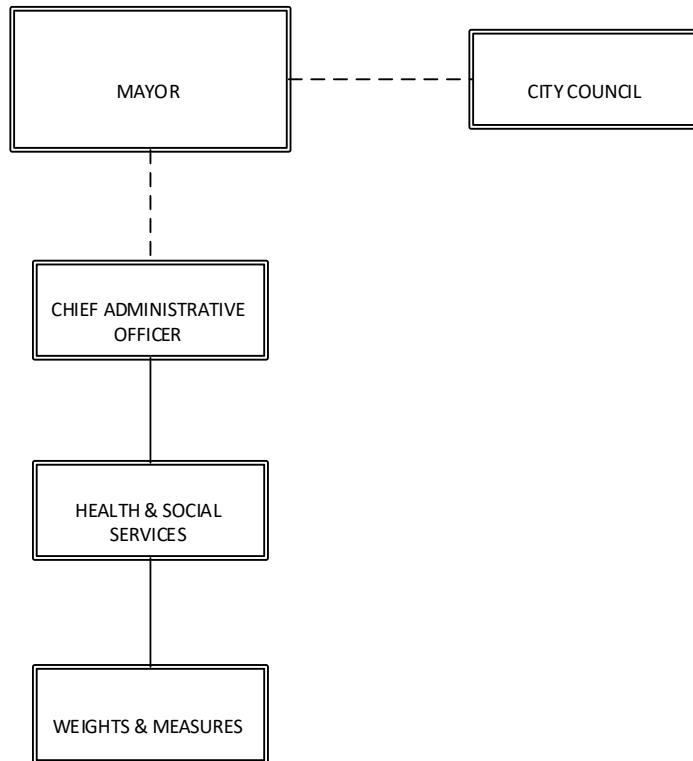 MAYOR
CITY COUNCIL
CHIEF ADMINISTRATIVE
OFFICER
HEALTH & SOCIAL
SERVICES
WEIGHTS & MEASURES